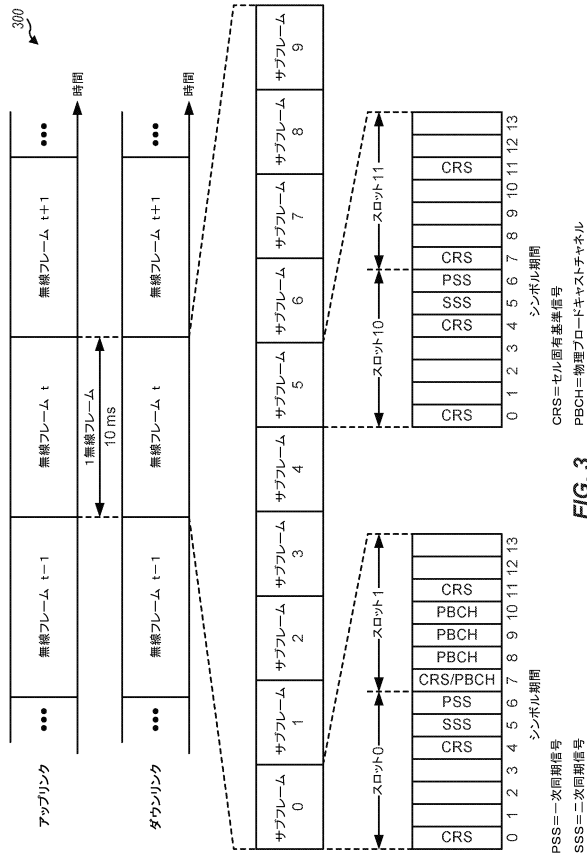 300
アップリンク
••• 無線フレーム t−1 無線フレーム t 無線フレーム t+1 •••
時間
1無線フレーム
10 ms
ダウンリンク
••• 無線フレーム t−1 無線フレーム t 無線フレーム t+1 •••
時間
サブフレーム 0 サブフレーム 1 サブフレーム 2 サブフレーム 3 サブフレーム 4 サブフレーム 5 サブフレーム 6 サブフレーム 7 サブフレーム 8 サブフレーム 9
スロット0 スロット1 スロット10 スロット11
CRS CRS SSS PSS CRS/PBCH PBCH PBCH PBCH CRS
0 1 2 3 4 5 6 7 8 9 10 11 12 13
シンボル期間
CRS CRS SSS PSS CRS CRS
0 1 2 3 4 5 6 7 8 9 10 11 12 13
シンボル期間
PSS=一次同期信号
SSS=二次同期信号
CRS=セル固有基準信号
PBCH=物理ブロードキャストチャネル
FIG. 3